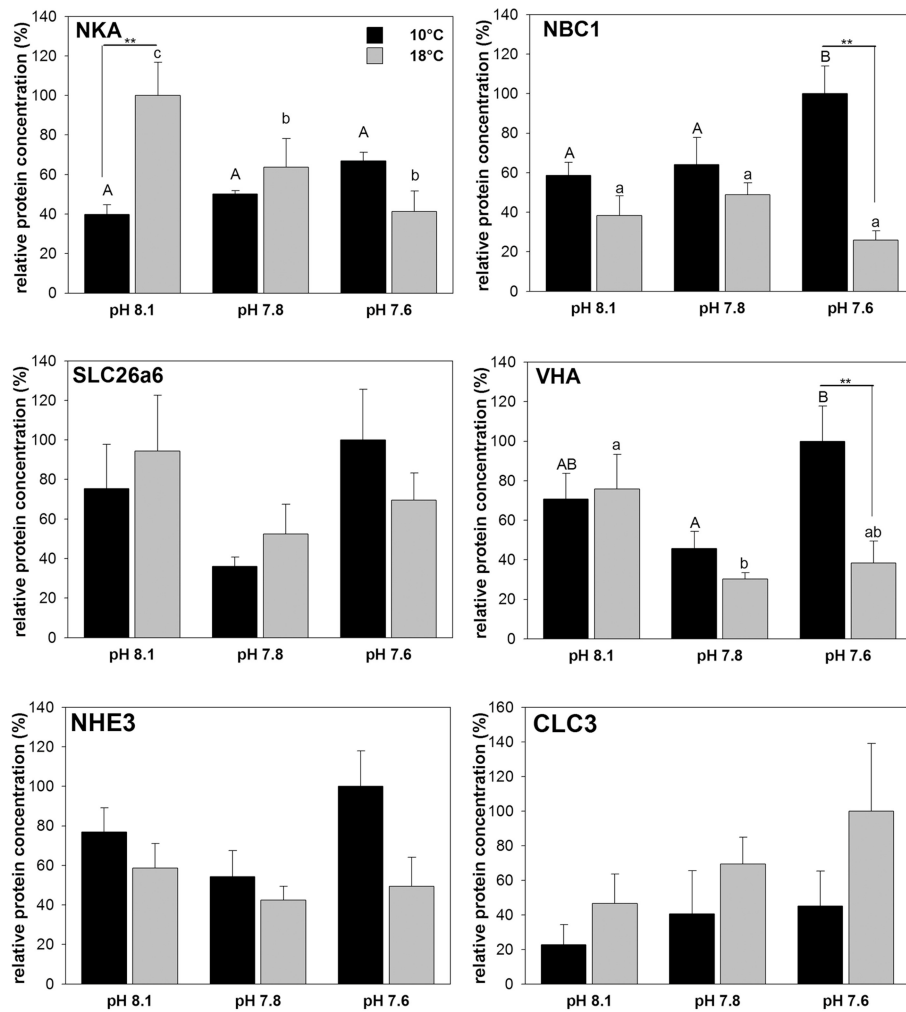 NKA
10°C
18°C
relative protein concentration (%)
140
120
100
80
60
40
20
0
**
A
c
A
b
A
b
pH 8.1
pH 7.8
pH 7.6
NBC1
relative protein concentration (%)
140
120
100
80
60
40
20
0
A
a
A
a
B
**
a
pH 8.1
pH 7.8
pH 7.6
SLC26a6
relative protein concentration (%)
140
120
100
80
60
40
20
0
pH 8.1
pH 7.8
pH 7.6
VHA
relative protein concentration (%)
140
120
100
80
60
40
20
0
AB
a
A
b
B
**
ab
pH 8.1
pH 7.8
pH 7.6
NHE3
relative protein concentration (%)
140
120
100
80
60
40
20
0
pH 8.1
pH 7.8
pH 7.6
CLC3
relative protein concentration (%)
160
140
120
100
80
60
40
20
0
pH 8.1
pH 7.8
pH 7.6